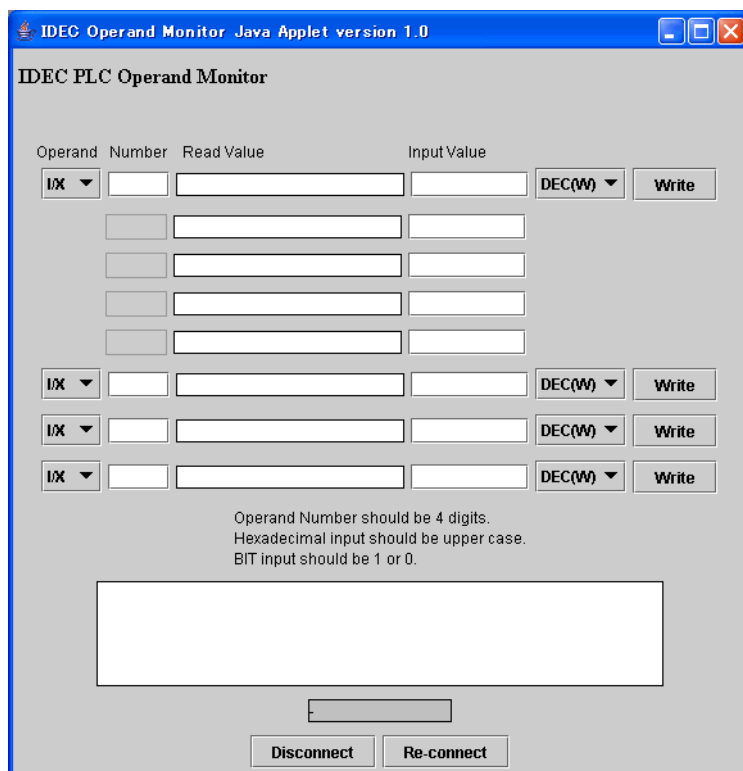 IDEC Operand Monitor Java Applet version 1.0
IDEC PLC Operand Monitor
Operand Number Read Value Input Value
I/X DEC(W) Write
I/X DEC(W) Write
I/X DEC(W) Write
I/X DEC(W) Write
Operand Number should be 4 digits.
Hexadecimal input should be upper case.
BIT input should be 1 or 0.
-
Disconnect Re-connect